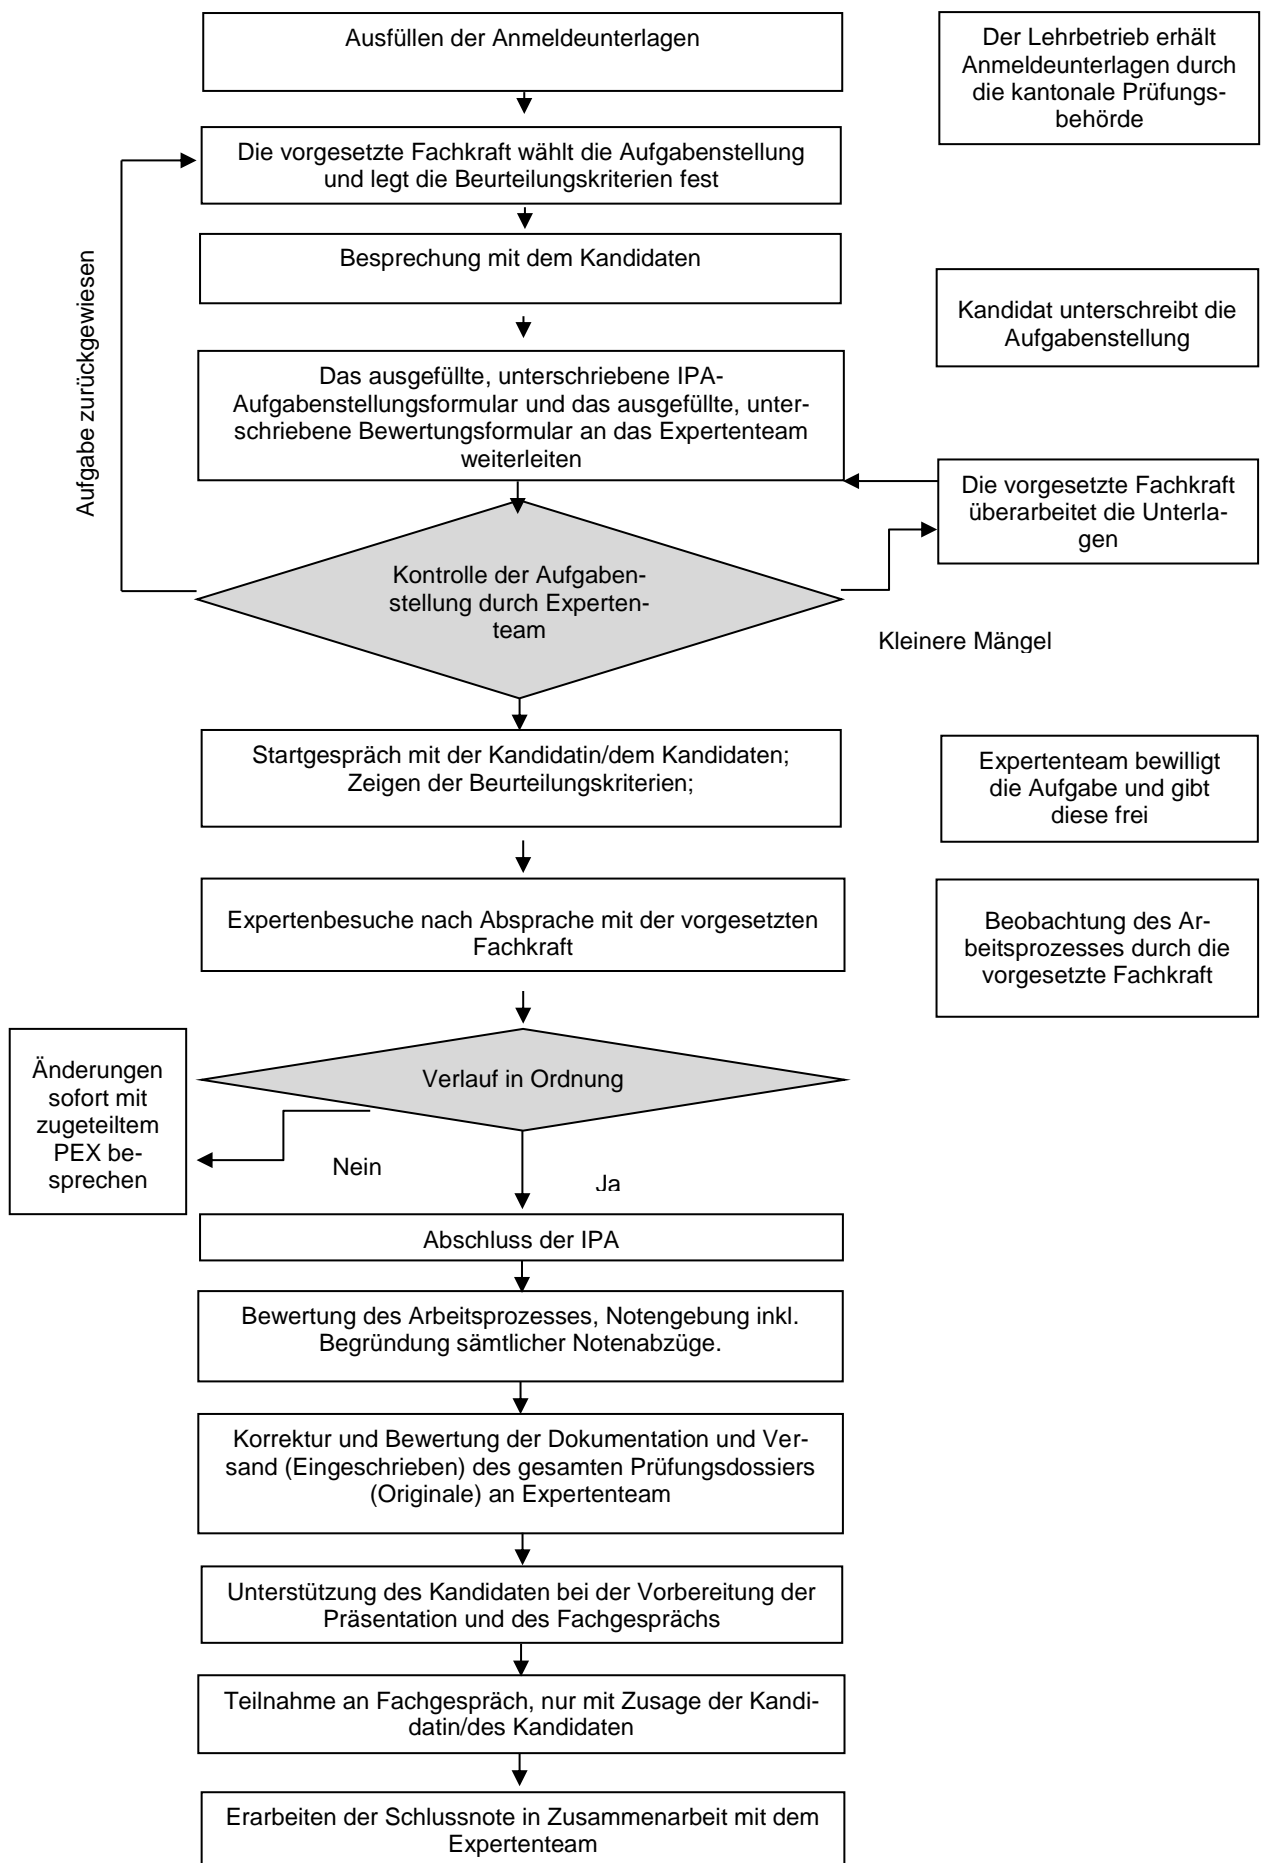 Ausfüllen der Anmeldeunterlagen
Der Lehrbetrieb erhält
Anmeldeunterlagen durch
die kantonale Prüfungs-
behörde
Die vorgesetzte Fachkraft wählt die Aufgabenstellung
und legt die Beurteilungskriterien fest
Besprechung mit dem Kandidaten
Aufgabe zurückgewiesen
Kandidat unterschreibt die
Aufgabenstellung
Das ausgefüllte, unterschriebene IPA-
Aufgabenstellungsformular und das ausgefüllte, unter-
schriebene Bewertungsformular an das Expertenteam
weiterleiten
Die vorgesetzte Fachkraft
überarbeitet die Unterla-
gen
Kontrolle der Aufgaben-
stellung durch Experten-
team
Kleinere Mängel
Startgespräch mit der Kandidatin/dem Kandidaten;
Zeigen der Beurteilungskriterien;
Expertenteam bewilligt
die Aufgabe und gibt
diese frei
Expertenbesuche nach Absprache mit der vorgesetzten
Fachkraft
Beobachtung des Ar-
beitsprozesses durch die
vorgesetzte Fachkraft
Verlauf in Ordnung
Änderungen
sofort mit
zugeteiltem
PEX be-
sprechen
Nein
Ja
Abschluss der IPA
Bewertung des Arbeitsprozesses, Notengebung inkl.
Begründung sämtlicher Notenabzüge.
Korrektur und Bewertung der Dokumentation und Ver-
sand (Eingeschrieben) des gesamten Prüfungsdossiers
(Originale) an Expertenteam
Unterstützung des Kandidaten bei der Vorbereitung der
Präsentation und des Fachgesprächs
Teilnahme an Fachgespräch, nur mit Zusage der Kandi-
datin/des Kandidaten
Erarbeiten der Schlussnote in Zusammenarbeit mit dem
Expertenteam